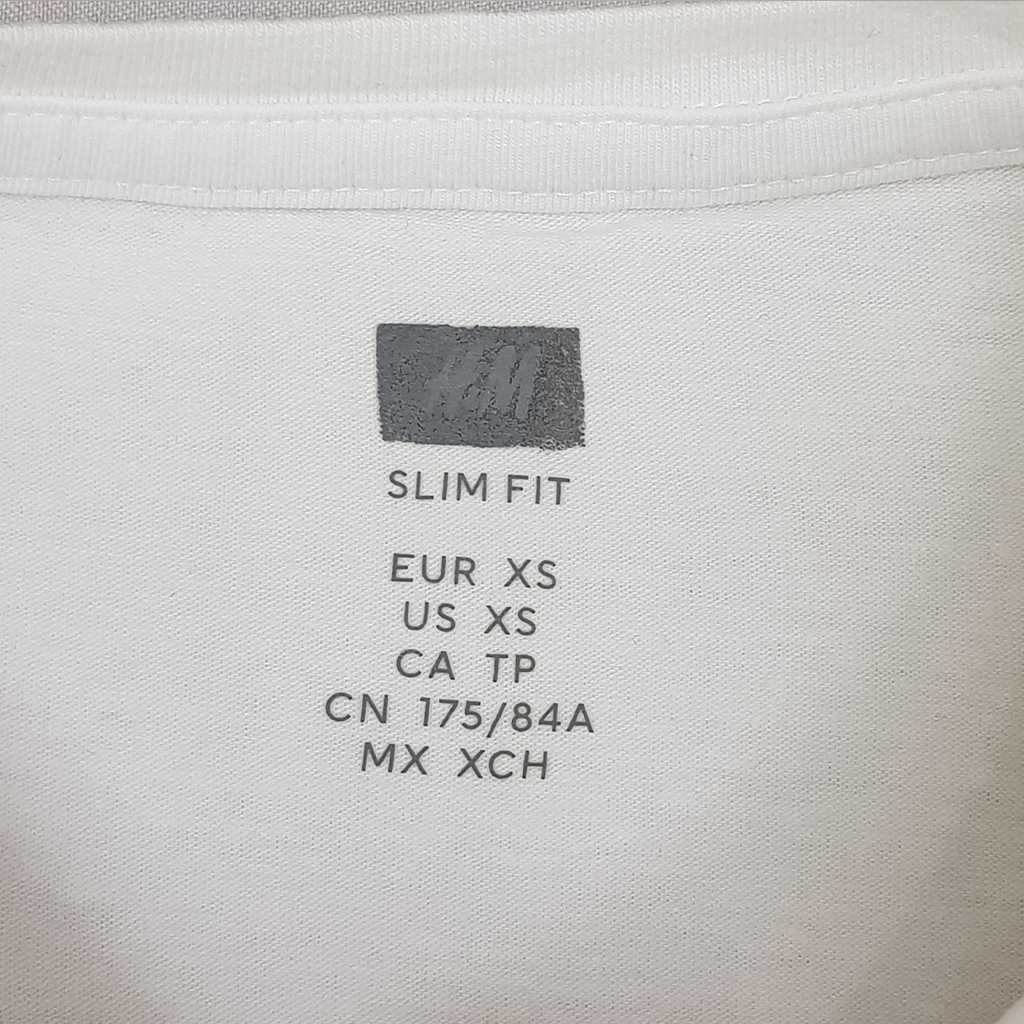 H&M
SLIM FIT
EUR XS
US XS
CA TP
CN 175/84A
MX XCH